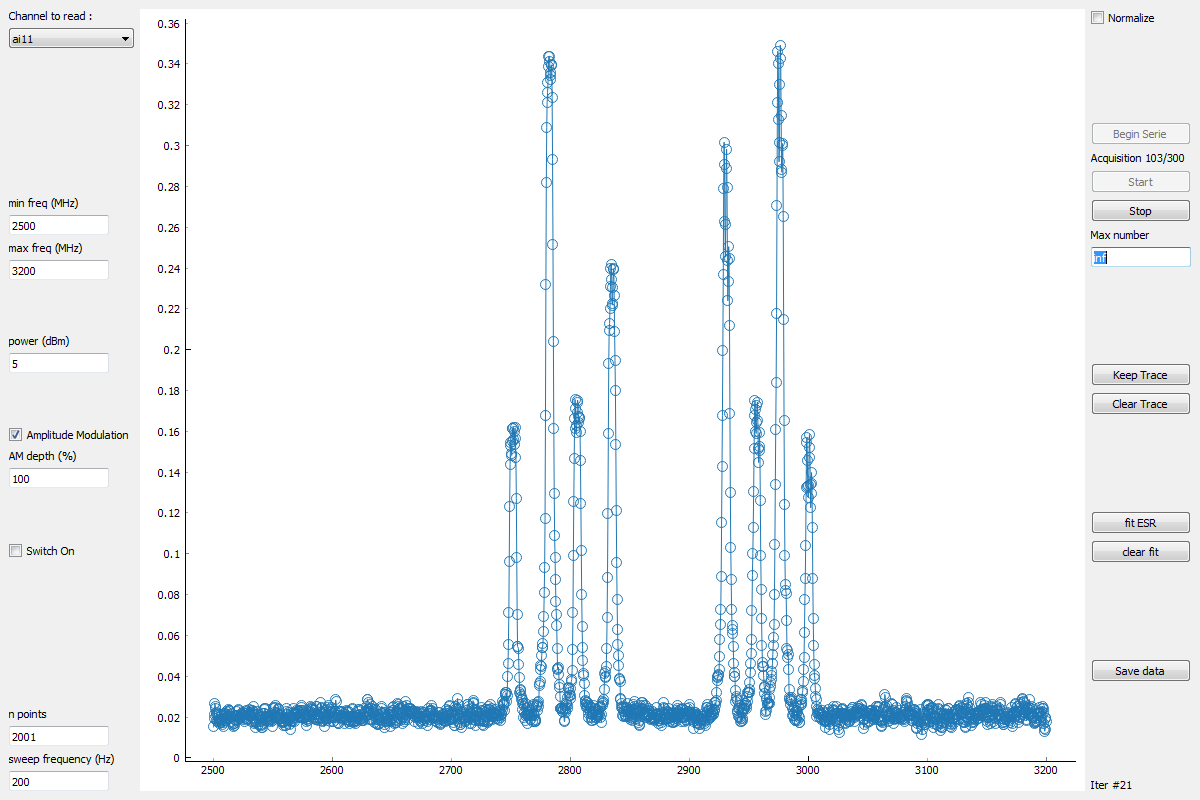 Channel to read :
ai11
min freq (MHz)
2500
max freq (MHz)
3200
power (dBm)
5
Amplitude Modulation
AM depth (%)
100
Switch On
n points
2001
sweep frequency (Hz)
200
0.36
0.34
0.32
0.3
0.28
0.26
0.24
0.22
0.2
0.18
0.16
0.14
0.12
0.1
0.08
0.06
0.04
0.02
0
2500
2600
2700
2800
2900
3000
3100
3200
Normalize
Begin Serie
Acquisition 103/300
Start
Stop
Max number
inf
Keep Trace
Clear Trace
fit ESR
clear fit
Save data
Iter #21